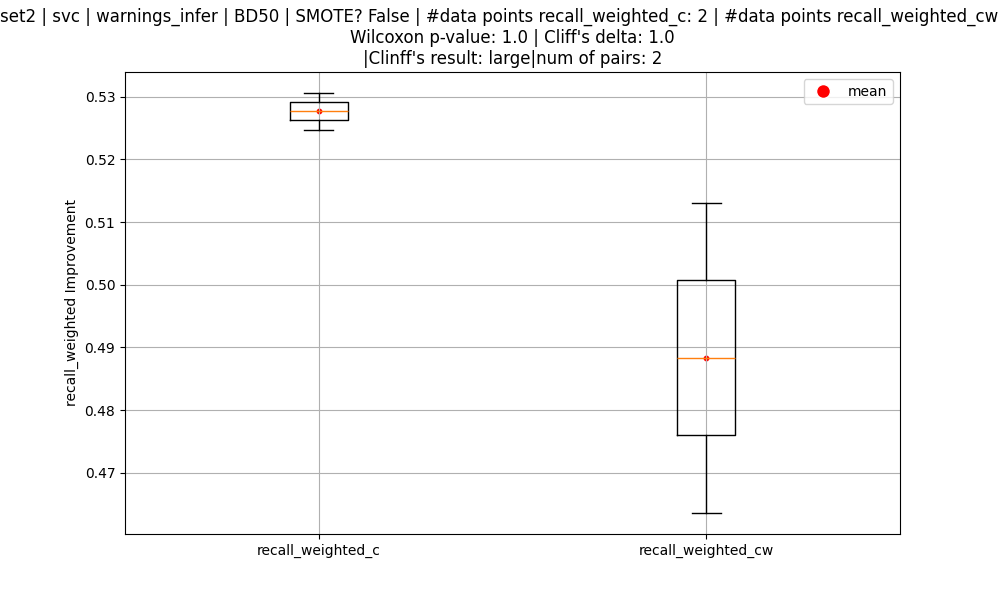 set2 | svc | warnings_infer | BD50 | SMOTE? False | #data points recall_weighted_c: 2 | #data points recall_weighted_cw
Wilcoxon p-value: 1.0 | Cliff's delta: 1.0
|Clinff's result: large|num of pairs: 2
mean
0.53
0.52
0.51
0.50
0.49
0.48
0.47
recall_weighted Improvement
recall_weighted_c
recall_weighted_cw